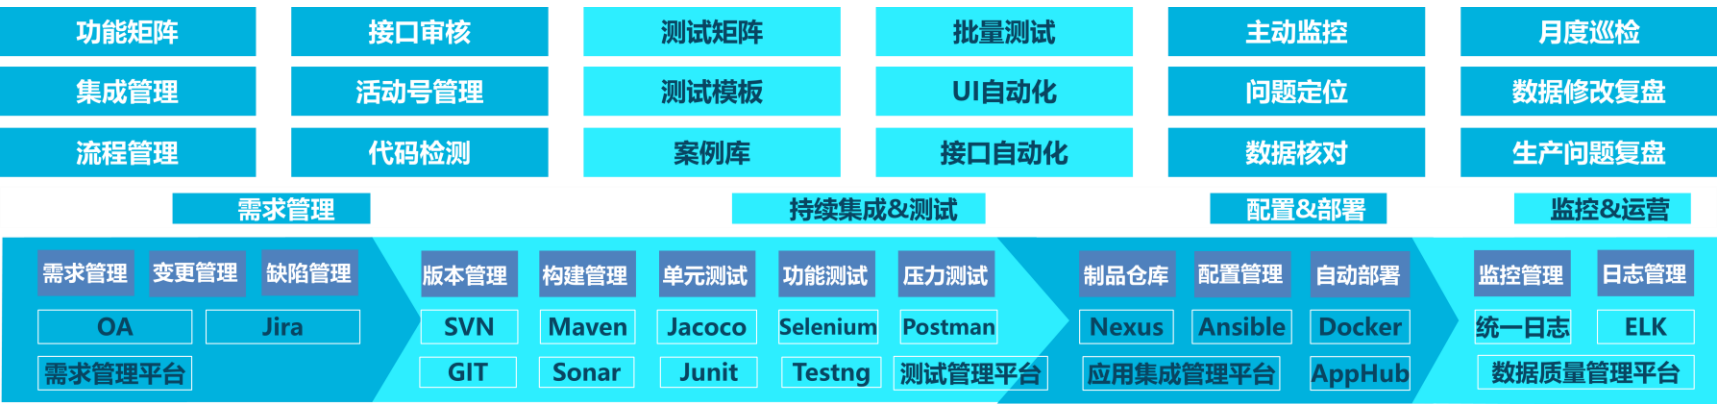 功能矩阵 接口审核 测试矩阵 批量测试 主动监控 月度巡检
集成管理 活动号管理 测试模板 UI自动化 问题定位 数据修改复盘
流程管理 代码检测 案例库 接口自动化 数据核对 生产问题复盘
需求管理 持续集成&测试 配置&部署 监控&运营
需求管理 变更管理 缺陷管理 版本管理 构建管理 单元测试 功能测试 压力测试 制品仓库 配置管理 自动部署 监控管理 日志管理
OA Jira SVN Maven Jacoco Selenium Postman Nexus Ansible Docker 统一日志 ELK
需求管理平台 GIT Sonar Junit Testng 测试管理平台 应用集成管理平台 AppHub 数据质量管理平台